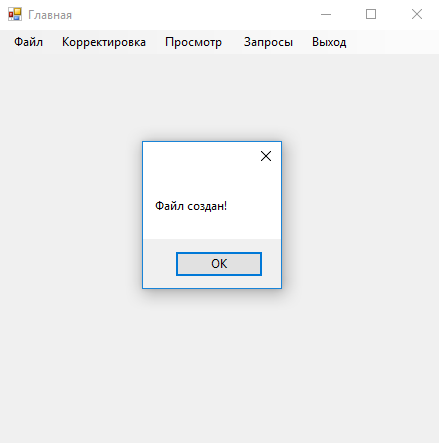 Главная
Файл Корректировка Просмотр Запросы Выход
Файл создан!
OK